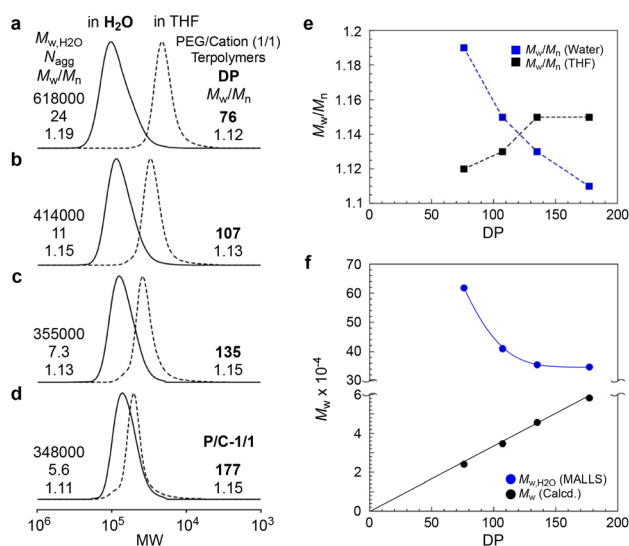 in H2O
in THF
a
Mw,H2O
Nagg
Mw/Mn
618000
24
1.19
PEG/Cation (1/1)
Terpolymers
DP
Mw/Mn
76
1.12
b
414000
11
1.15
107
1.13
c
355000
7.3
1.13
135
1.15
d
348000
5.6
1.11
P/C-1/1
177
1.15
10^6 10^5 10^4 10^3
MW
e
Mw/Mn
1.2
1.18
1.16
1.14
1.12
1.1
Mw/Mn (Water)
Mw/Mn (THF)
0 50 100 150 200
DP
f
Mw x 10^-4
70
60
50
40
30
6
4
2
0
Mw,H2O (MALLS)
Mw (Calcd.)
0 50 100 150 200
DP